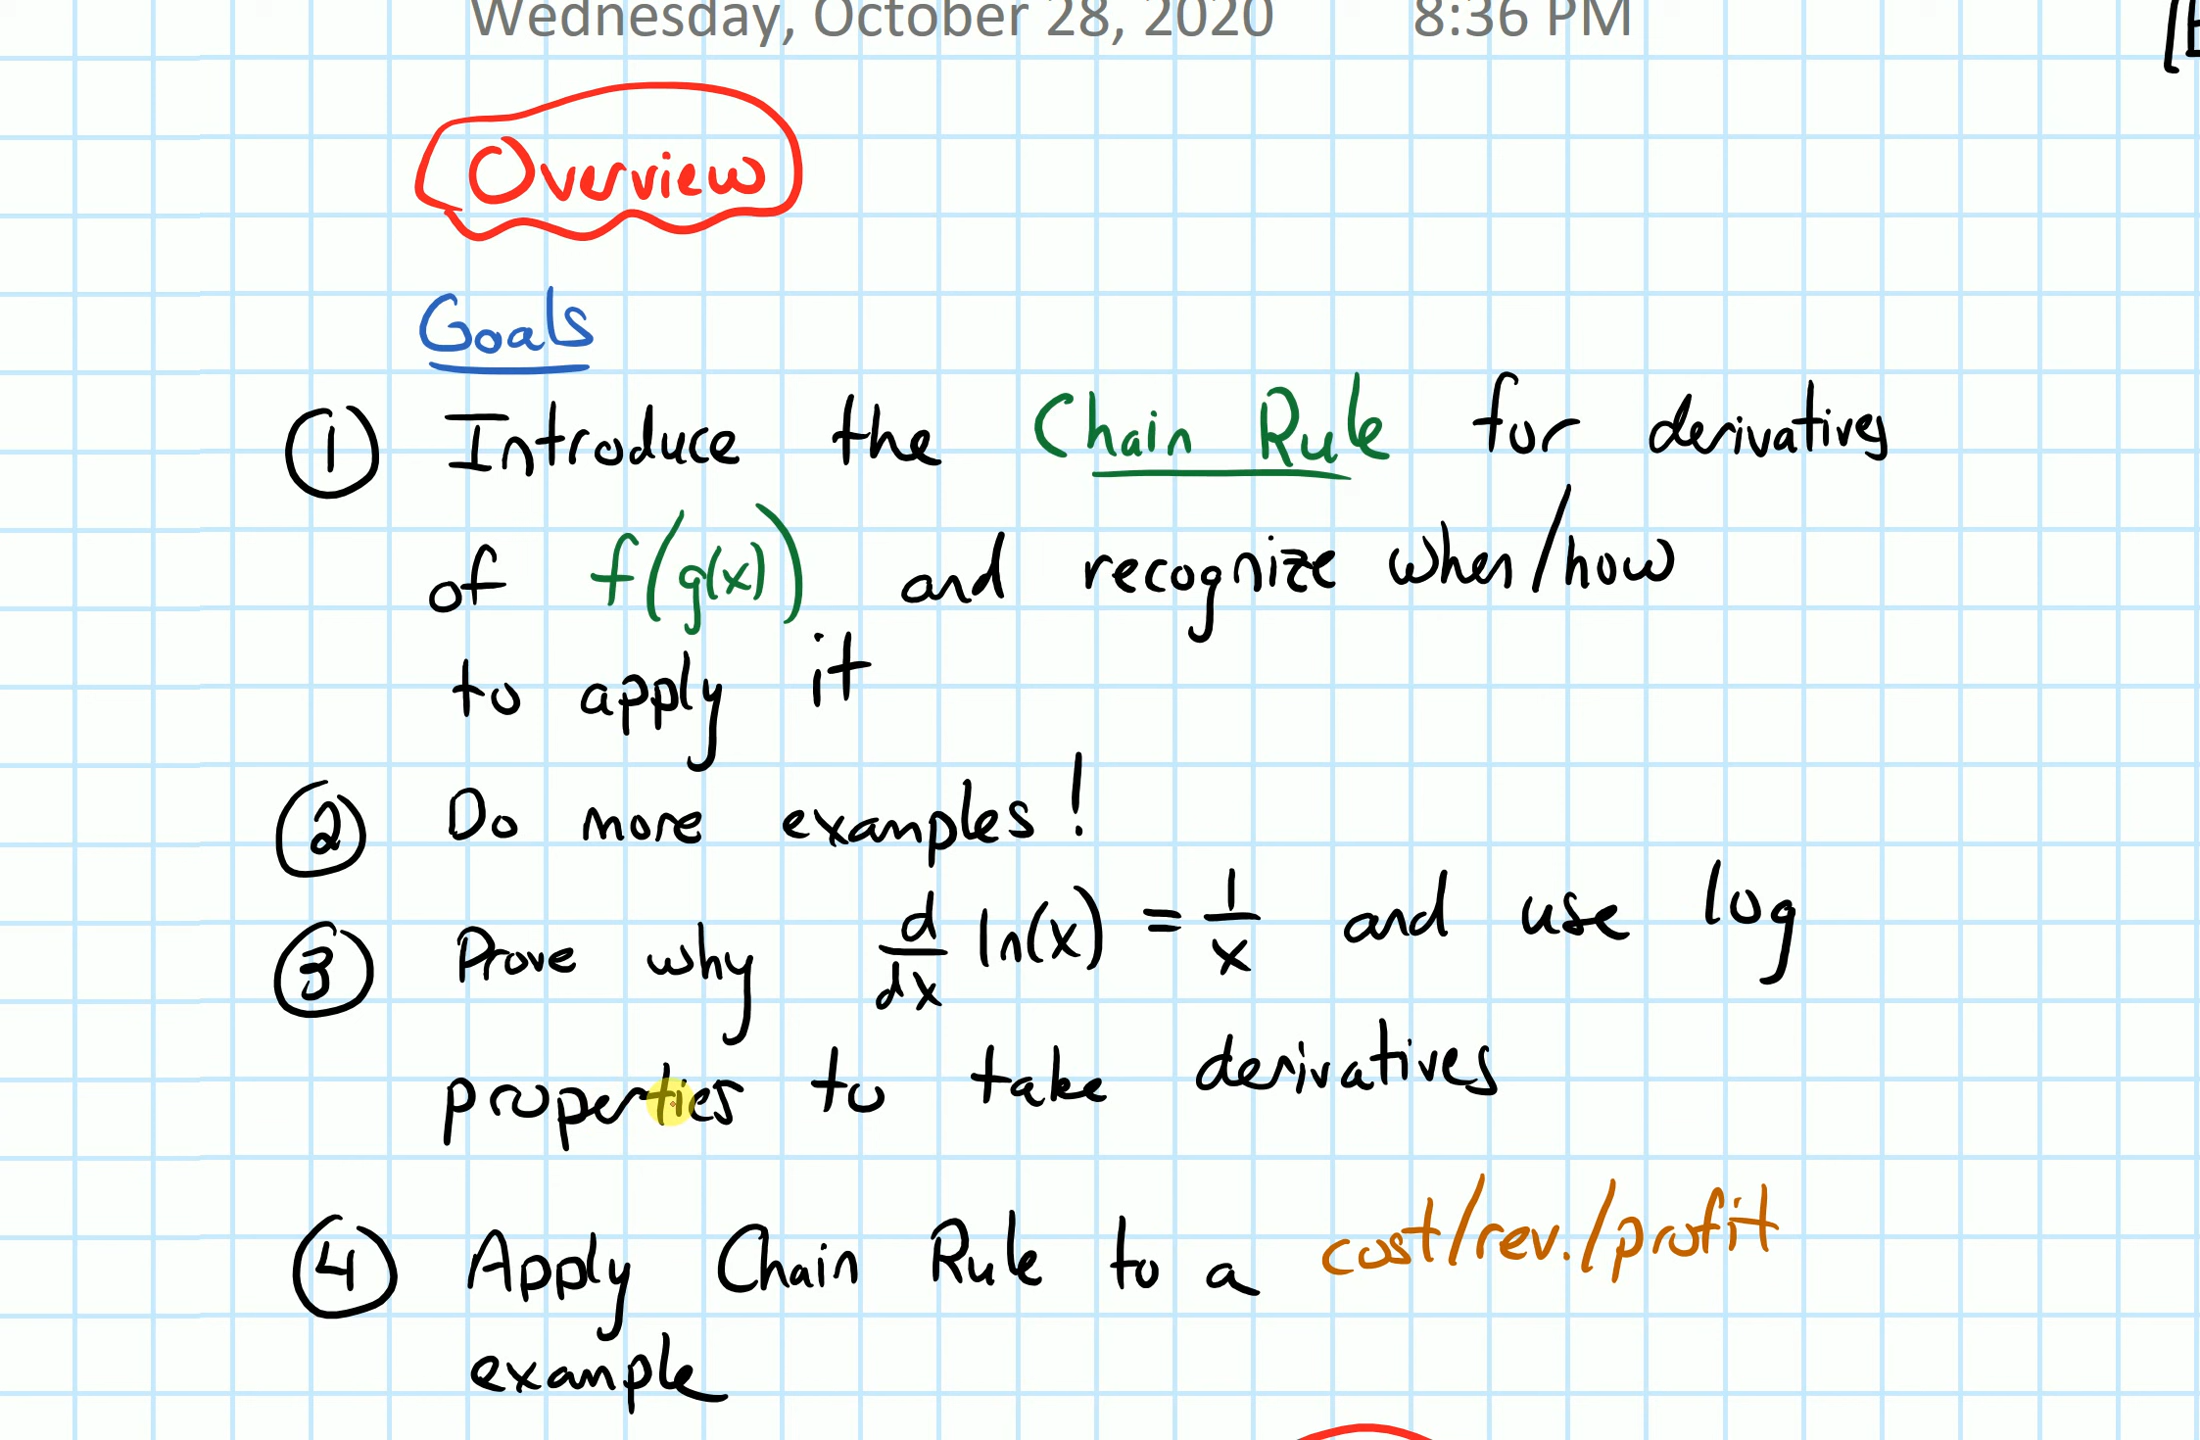 Wednesday, October 28, 2020 8:36 PM
Overview
Goals
① Introduce the Chain Rule for derivatives
of f(g(x)) and recognize when/how
to apply it
② Do more examples!
③ Prove why d/dx ln(x) = 1/x and use log
properties to take derivatives
④ Apply Chain Rule to a cost/rev./profit
example